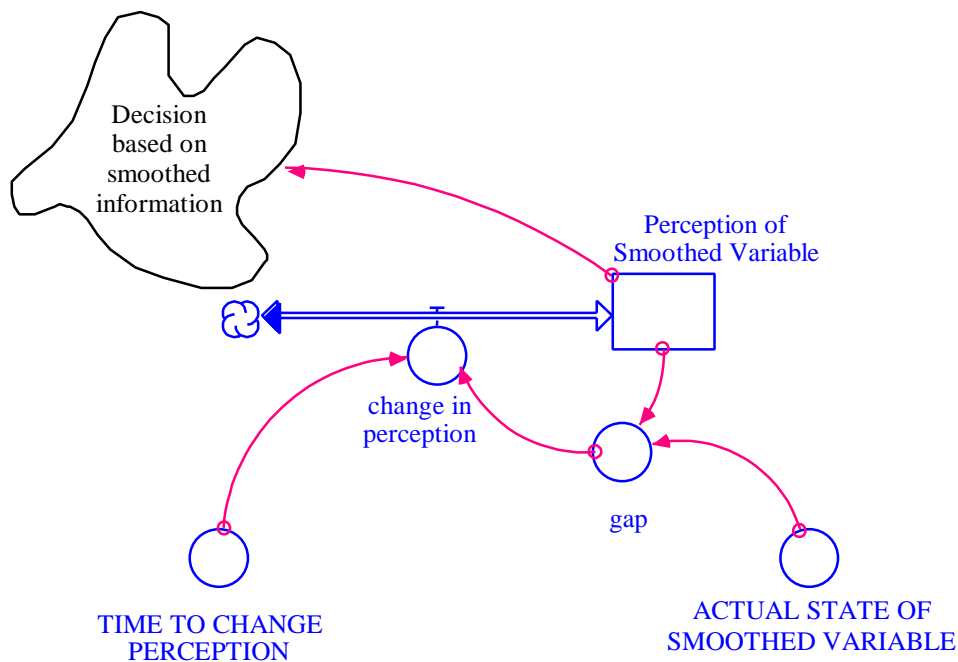 Decision
based on
smoothed
information
Perception of
Smoothed Variable
change in
perception
gap
TIME TO CHANGE
PERCEPTION
ACTUAL STATE OF
SMOOTHED VARIABLE